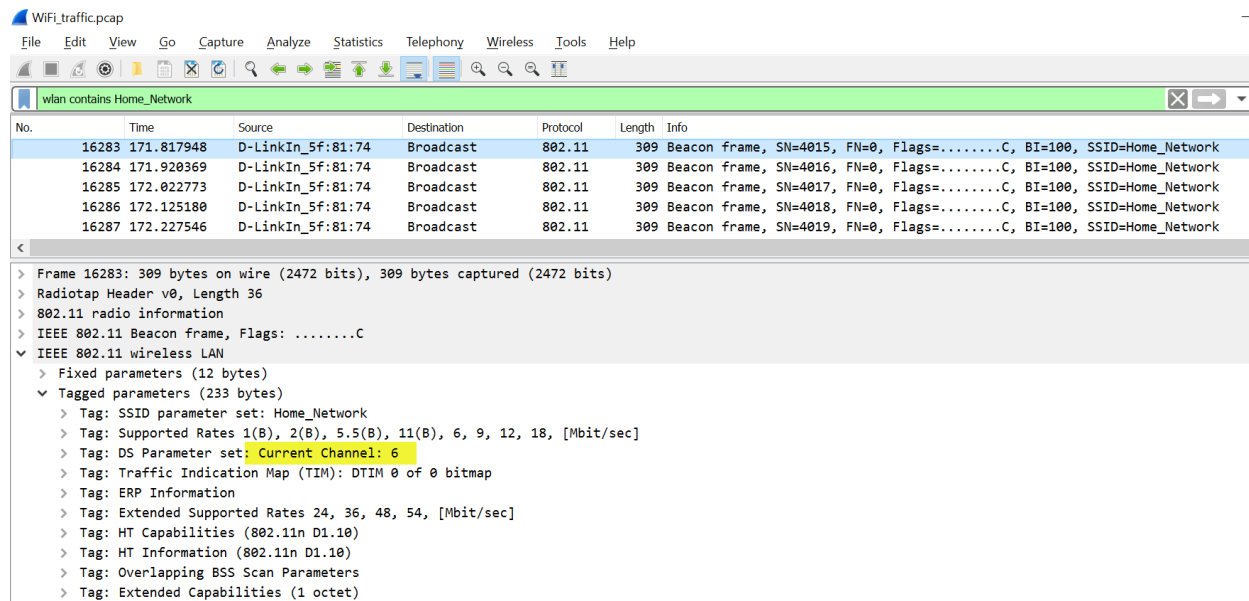 WiFi_traffic.pcap
File Edit View Go Capture Analyze Statistics Telephony Wireless Tools Help
wlan contains Home_Network
No. Time Source Destination Protocol Length Info
16283 171.817948 D-LinkIn_5f:81:74 Broadcast 802.11 309 Beacon frame, SN=4015, FN=0, Flags=........C, BI=100, SSID=Home_Network
16284 171.920369 D-LinkIn_5f:81:74 Broadcast 802.11 309 Beacon frame, SN=4016, FN=0, Flags=........C, BI=100, SSID=Home_Network
16285 172.022773 D-LinkIn_5f:81:74 Broadcast 802.11 309 Beacon frame, SN=4017, FN=0, Flags=........C, BI=100, SSID=Home_Network
16286 172.125180 D-LinkIn_5f:81:74 Broadcast 802.11 309 Beacon frame, SN=4018, FN=0, Flags=........C, BI=100, SSID=Home_Network
16287 172.227546 D-LinkIn_5f:81:74 Broadcast 802.11 309 Beacon frame, SN=4019, FN=0, Flags=........C, BI=100, SSID=Home_Network
Frame 16283: 309 bytes on wire (2472 bits), 309 bytes captured (2472 bits)
Radiotap Header v0, Length 36
802.11 radio information
IEEE 802.11 Beacon frame, Flags: ........C
IEEE 802.11 wireless LAN
Fixed parameters (12 bytes)
Tagged parameters (233 bytes)
Tag: SSID parameter set: Home_Network
Tag: Supported Rates 1(B), 2(B), 5.5(B), 11(B), 6, 9, 12, 18, [Mbit/sec]
Tag: DS Parameter set: Current Channel: 6
Tag: Traffic Indication Map (TIM): DTIM 0 of 0 bitmap
Tag: ERP Information
Tag: Extended Supported Rates 24, 36, 48, 54, [Mbit/sec]
Tag: HT Capabilities (802.11n D1.10)
Tag: HT Information (802.11n D1.10)
Tag: Overlapping BSS Scan Parameters
Tag: Extended Capabilities (1 octet)